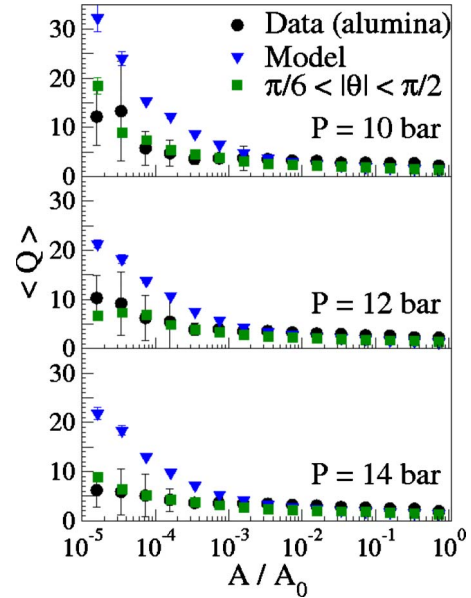 30
20
10
0
Data (alumina)
Model
π/6 < |θ| < π/2
P = 10 bar
30
20
10
0
P = 12 bar
< Q >
30
20
10
0
P = 14 bar
10^-5 10^-4 10^-3 10^-2 10^-1 10^0
A / A_0